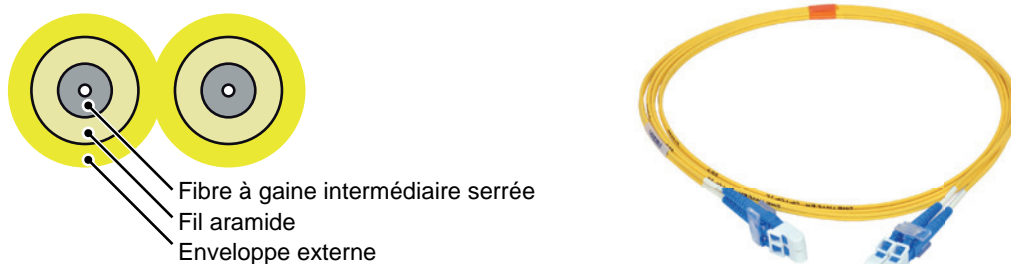 Fibre à gaine intermédiaire serrée
Fil aramide
Enveloppe externe